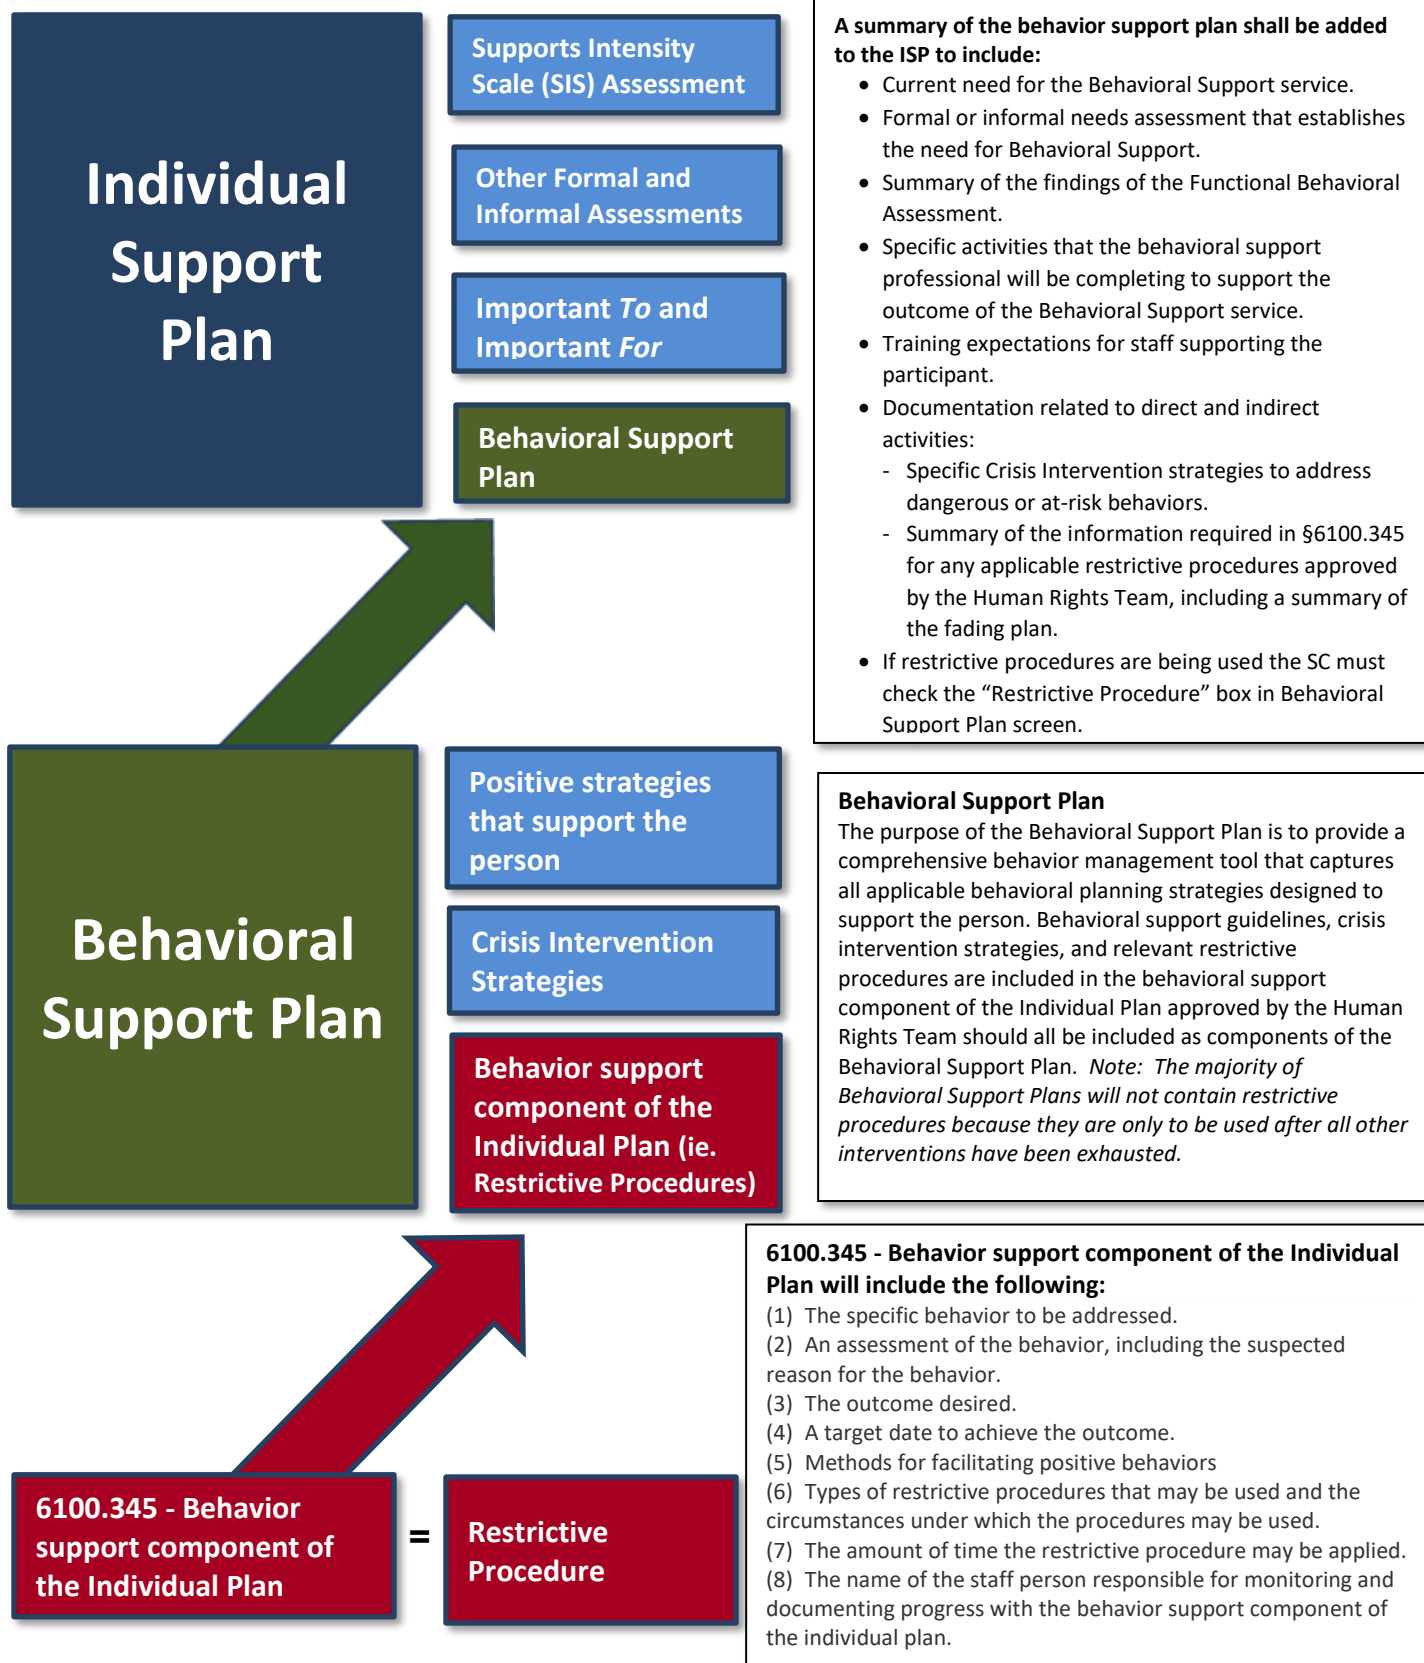 Individual
Support
Plan
Supports Intensity
Scale (SIS) Assessment
Other Formal and
Informal Assessments
Important To and
Important For
Behavioral Support
Plan
A summary of the behavior support plan shall be added
to the ISP to include:
• Current need for the Behavioral Support service.
• Formal or informal needs assessment that establishes
the need for Behavioral Support.
• Summary of the findings of the Functional Behavioral
Assessment.
• Specific activities that the behavioral support
professional will be completing to support the
outcome of the Behavioral Support service.
• Training expectations for staff supporting the
participant.
• Documentation related to direct and indirect
activities:
- Specific Crisis Intervention strategies to address
dangerous or at-risk behaviors.
- Summary of the information required in §6100.345
for any applicable restrictive procedures approved
by the Human Rights Team, including a summary of
the fading plan.
• If restrictive procedures are being used the SC must
check the “Restrictive Procedure” box in Behavioral
Support Plan screen.
Behavioral
Support Plan
Positive strategies
that support the
person
Crisis Intervention
Strategies
Behavior support
component of the
Individual Plan (ie.
Restrictive Procedures)
Behavioral Support Plan
The purpose of the Behavioral Support Plan is to provide a
comprehensive behavior management tool that captures
all applicable behavioral planning strategies designed to
support the person. Behavioral support guidelines, crisis
intervention strategies, and relevant restrictive
procedures are included in the behavioral support
component of the Individual Plan approved by the Human
Rights Team should all be included as components of the
Behavioral Support Plan. Note: The majority of
Behavioral Support Plans will not contain restrictive
procedures because they are only to be used after all other
interventions have been exhausted.
6100.345 - Behavior
support component of
the Individual Plan
=
Restrictive
Procedure
6100.345 - Behavior support component of the Individual
Plan will include the following:
(1) The specific behavior to be addressed.
(2) An assessment of the behavior, including the suspected
reason for the behavior.
(3) The outcome desired.
(4) A target date to achieve the outcome.
(5) Methods for facilitating positive behaviors
(6) Types of restrictive procedures that may be used and the
circumstances under which the procedures may be used.
(7) The amount of time the restrictive procedure may be applied.
(8) The name of the staff person responsible for monitoring and
documenting progress with the behavior support component of
the individual plan.